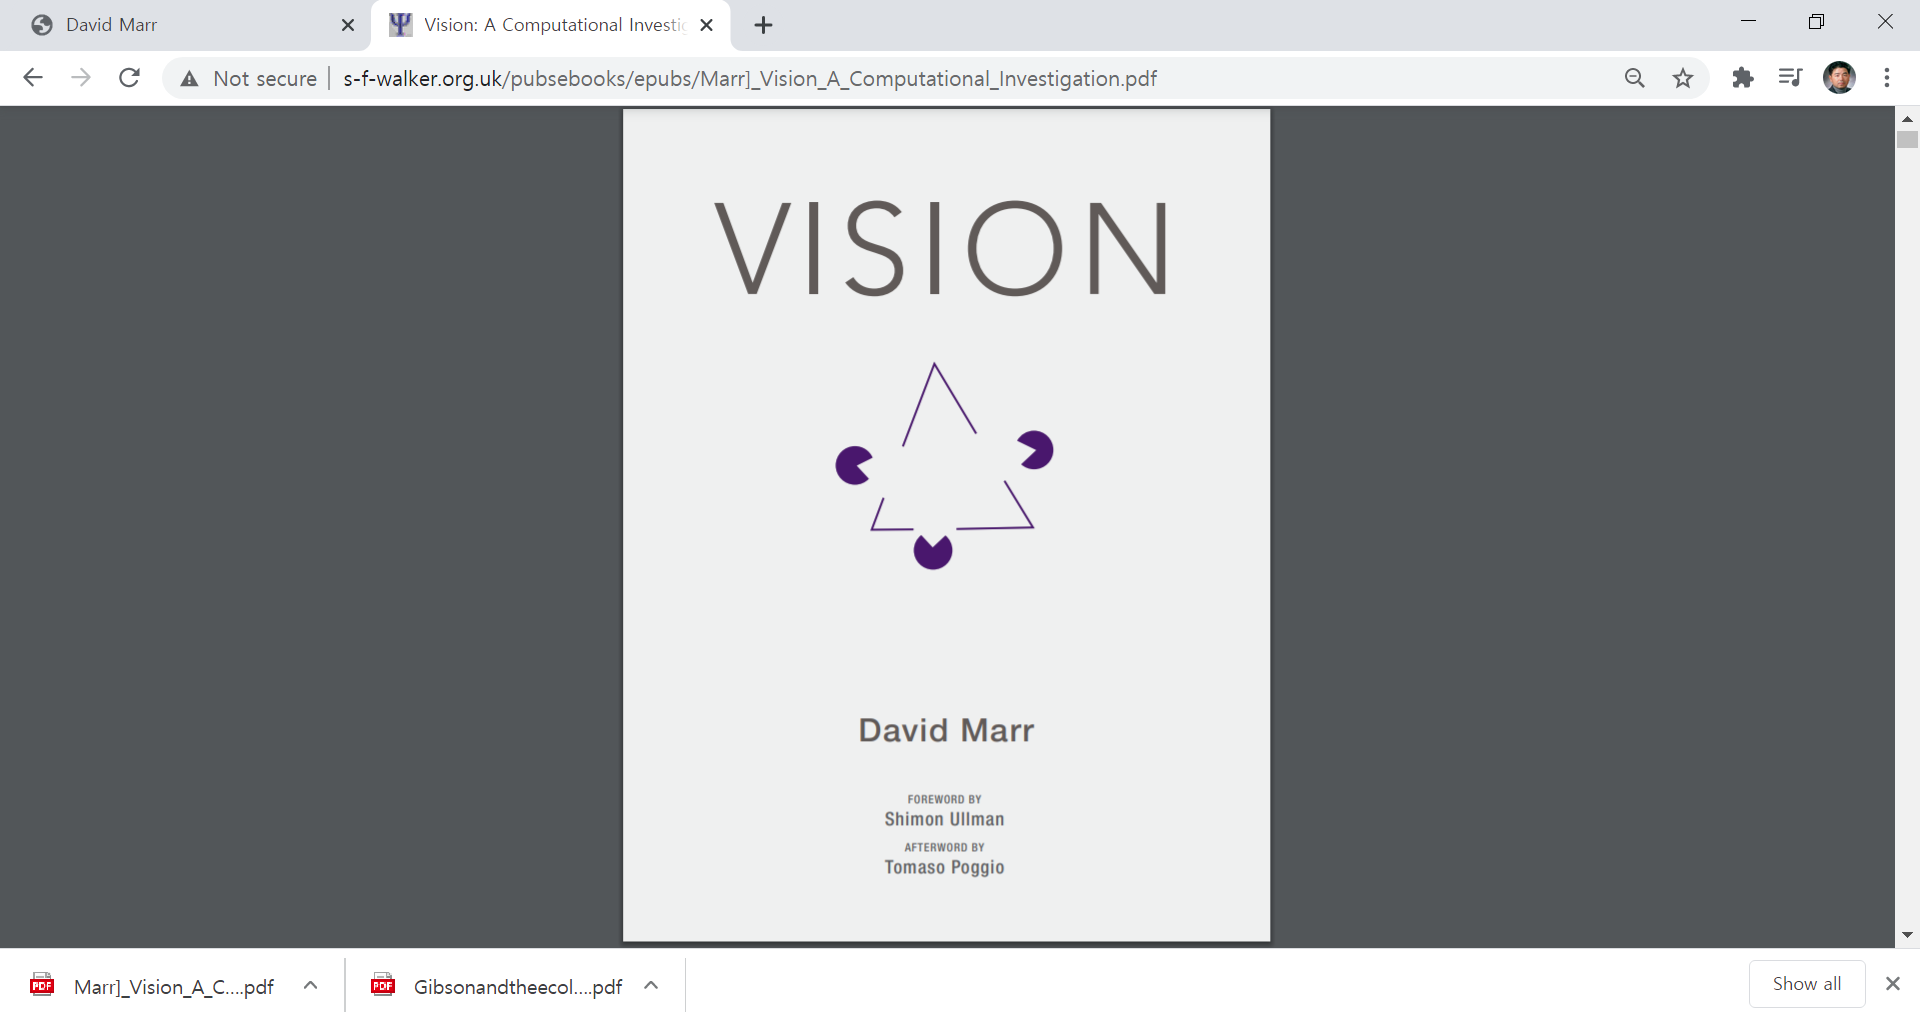 David Marr
Vision: A Computational Investig
Not secure
s-f-walker.org.uk/pubsebooks/epubs/Marr]_Vision_A_Computational_Investigation.pdf
VISION
David Marr
FOREWORD BY
Shimon Ullman
AFTERWORD BY
Tomaso Poggio
Marr]_Vision_A_C....pdf
Gibsonandtheecol....pdf
Show all